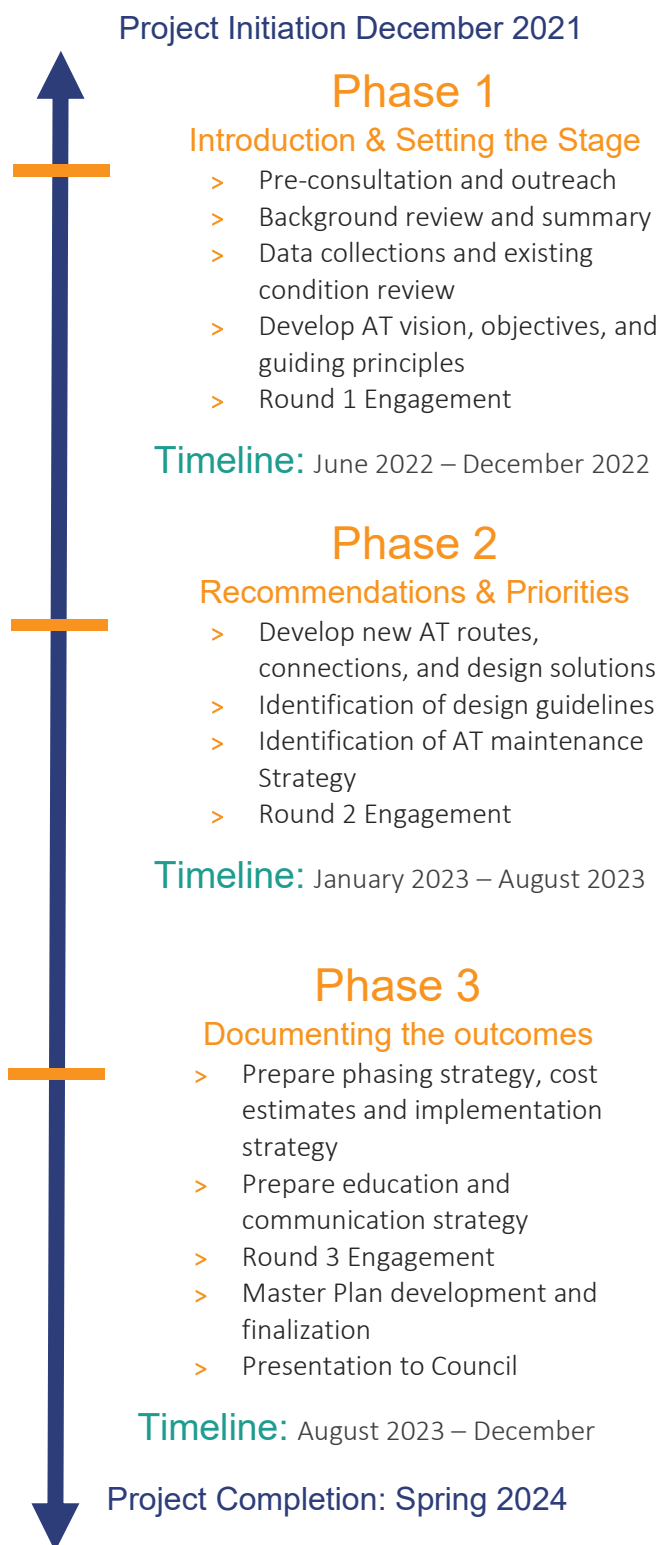 Project Initiation December 2021
Phase 1
Introduction & Setting the Stage
> Pre-consultation and outreach
> Background review and summary
> Data collections and existing
condition review
> Develop AT vision, objectives, and
guiding principles
> Round 1 Engagement
Timeline: June 2022 – December 2022
Phase 2
Recommendations & Priorities
> Develop new AT routes,
connections, and design solutions
> Identification of design guidelines
> Identification of AT maintenance
Strategy
> Round 2 Engagement
Timeline: January 2023 – August 2023
Phase 3
Documenting the outcomes
> Prepare phasing strategy, cost
estimates and implementation
strategy
> Prepare education and
communication strategy
> Round 3 Engagement
> Master Plan development and
finalization
> Presentation to Council
Timeline: August 2023 – December
Project Completion: Spring 2024